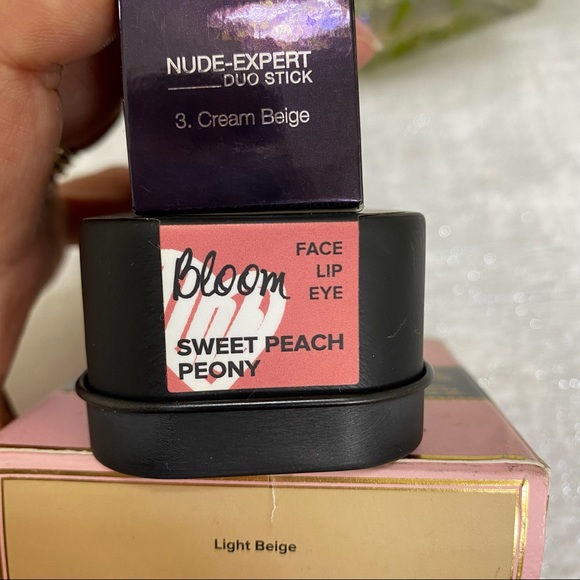 NUDE-EXPERT
DUO STICK
3. Cream Beige
Bloom
FACE
LIP
EYE
SWEET PEACH
PEONY
Light Beige